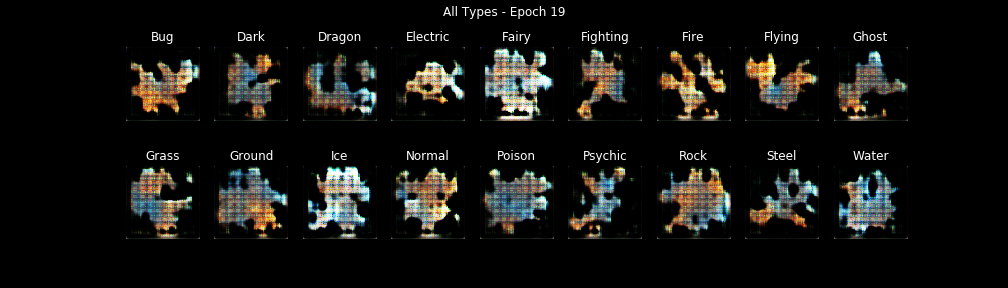 All Types - Epoch 19
Bug Dark Dragon Electric Fairy Fighting Fire Flying Ghost
Grass Ground Ice Normal Poison Psychic Rock Steel Water